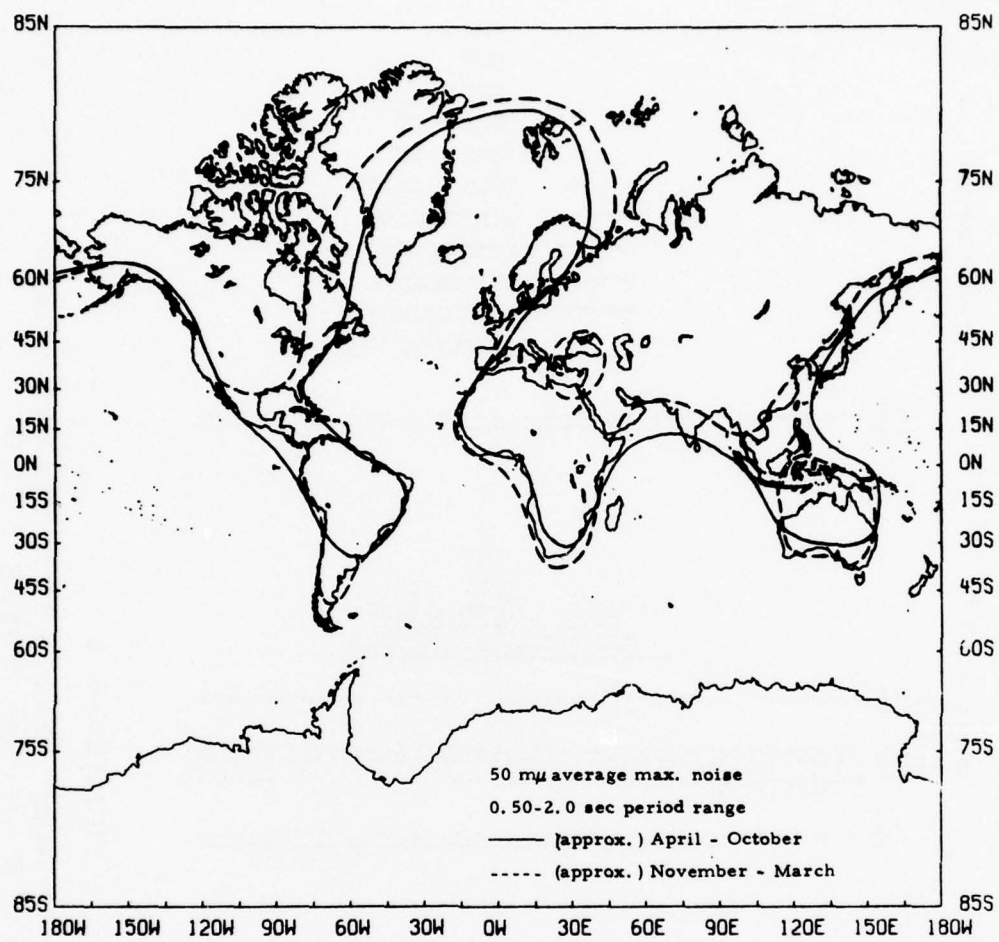 85N 85N
75N 75N
60N 60N
45N 45N
30N 30N
15N 15N
0N 0N
15S 15S
30S 30S
45S 45S
60S 60S
75S 75S
50 mμ average max. noise
0.50-2.0 sec period range
(approx.) April - October
(approx.) November - March
85S 85S
180W 150W 120W 90W 60W 30W 0W 30E 60E 90E 120E 150E 180W